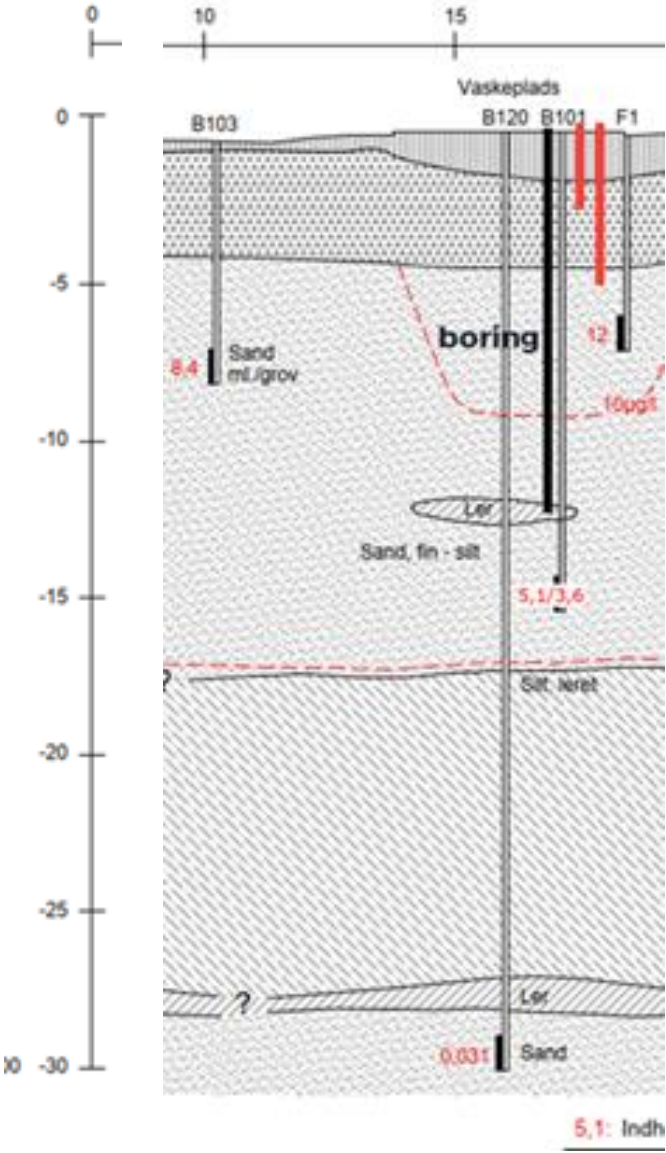 0
10
15
Vaskeplads
B103
B120
B101
F1
0
-5
boring
12
8,4
Sand
ml./grov
10µg/l
-10
Ler
Sand, fin - silt
-15
5,1/3,6
?
Silt, leret
-20
-25
?
Ler
0,031
Sand
-30
5,1: Indh